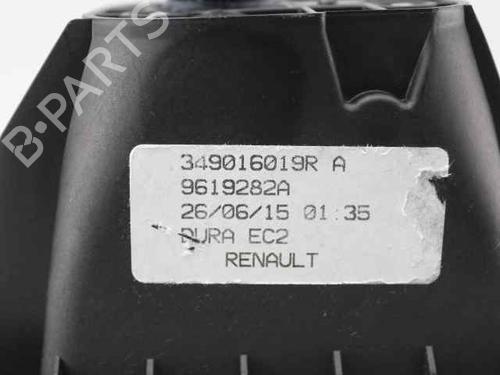 B-PARTS
349016019R A
9619282A
26/06/15 01:35
DURA EC2
RENAULT